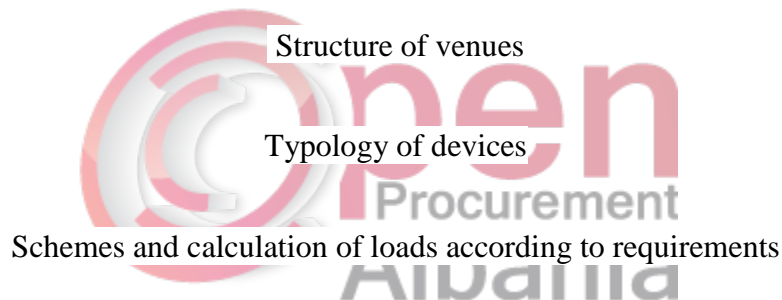 Structure of venues
Open
Typology of devices
Procurement
Schemes and calculation of loads according to requirements
Albania